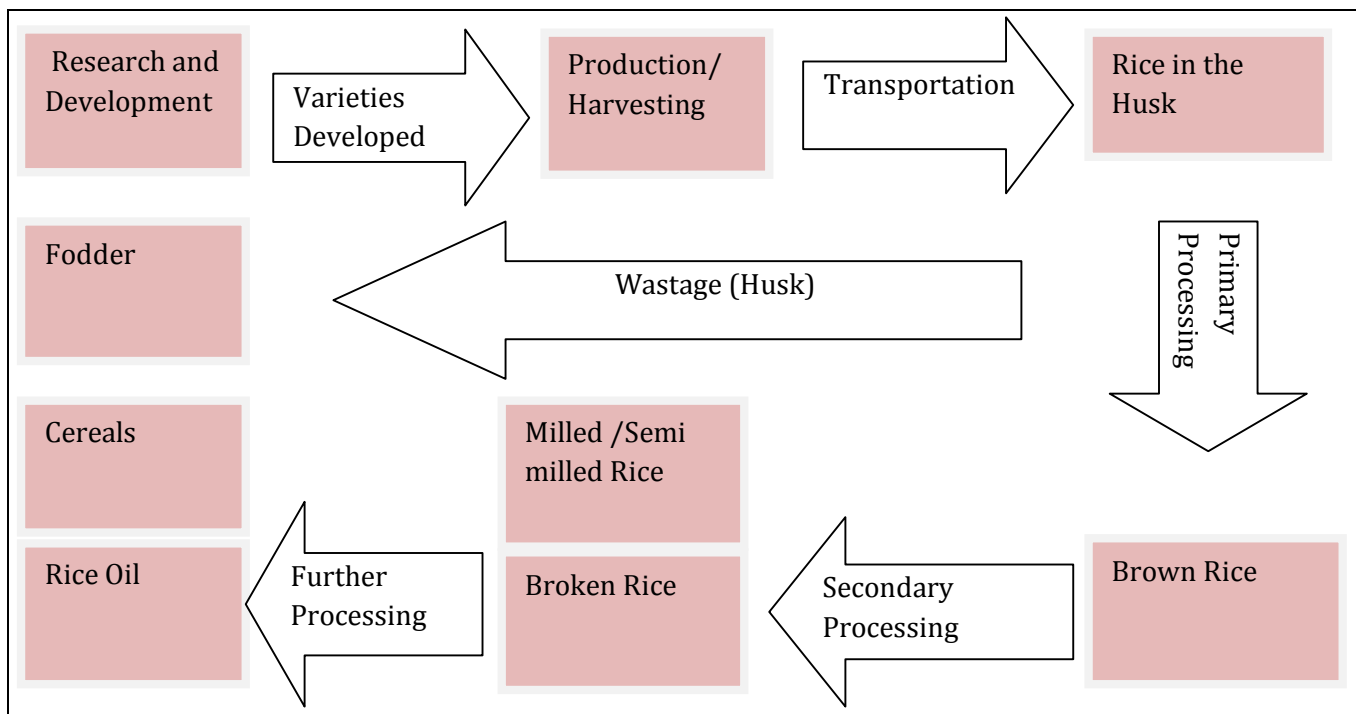 Research and
Development
Varieties
Developed
Production/
Harvesting
Transportation
Rice in the
Husk
Fodder
Wastage (Husk)
Primary
Processing
Cereals
Milled /Semi
milled Rice
Rice Oil
Further
Processing
Broken Rice
Secondary
Processing
Brown Rice